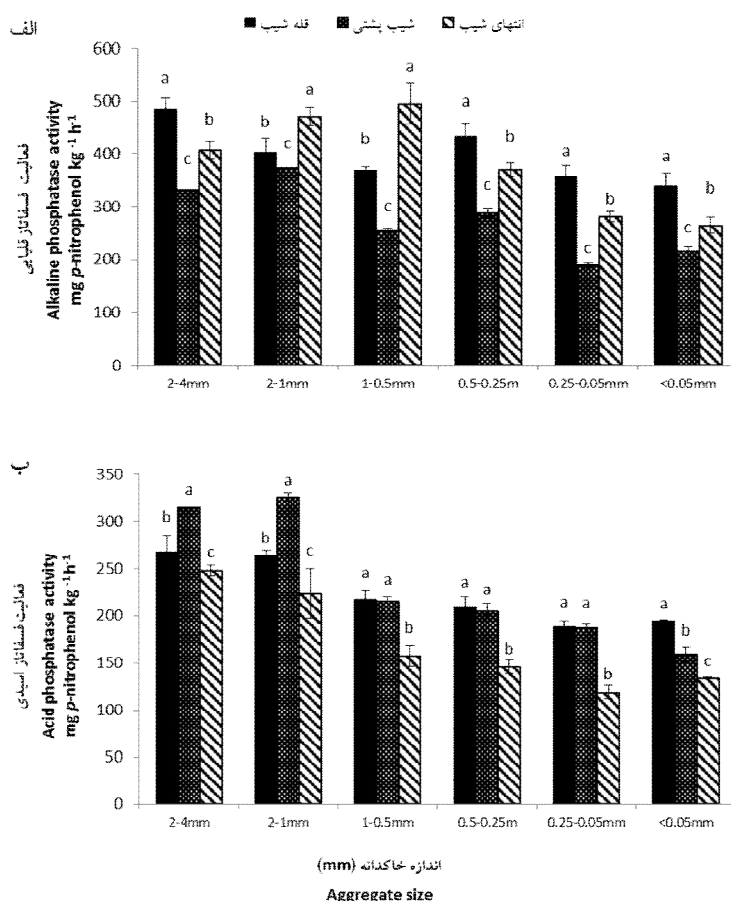 الف
قله شیب شیب پشتی انتهای شیب
فعالیت فسفاتاز قلیایی
Alkaline phosphatase activity
mg p-nitrophenol kg -1 h-1
600
500
400
300
200
100
0
a c b
b c a
b c a
a c b
a c b
a c b
2-4mm 2-1mm 1-0.5mm 0.5-0.25m 0.25-0.05mm <0.05mm
ب
فعالیت فسفاتاز اسیدی
Acid phosphatase activity
mg p-nitrophenol kg -1h-1
350
300
250
200
150
100
50
0
b a c
b a c
a a b
a a b
a a b
a b c
2-4mm 2-1mm 1-0.5mm 0.5-0.25m 0.25-0.05mm <0.05mm
اندازه خاکدانه (mm)
Aggregate size